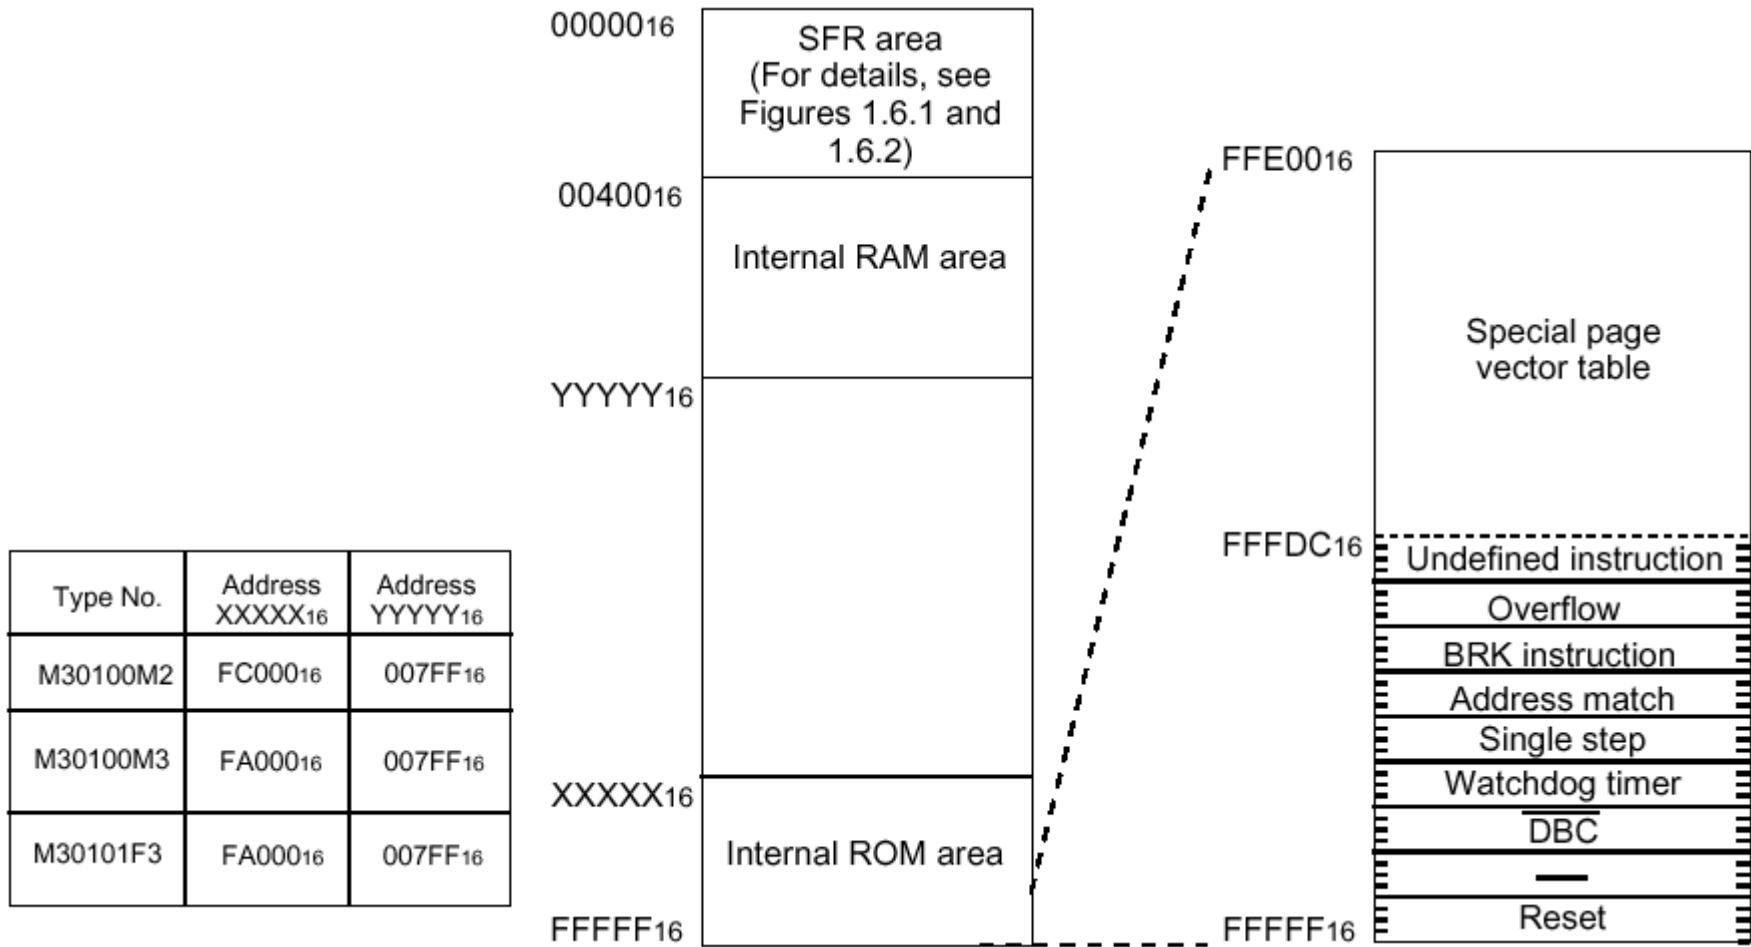 0000016
SFR area
(For details, see
Figures 1.6.1 and
1.6.2)
0040016
Internal RAM area
YYYYY16
XXXXX16
Internal ROM area
FFFFF16
FFE0016
Special page
vector table
FFFDC16
Undefined instruction
Overflow
BRK instruction
Address match
Single step
Watchdog timer
DBC
—
Reset
FFFFF16
Type No. Address XXXXX16 Address YYYYY16
M30100M2 FC00016 007FF16
M30100M3 FA00016 007FF16
M30101F3 FA00016 007FF16